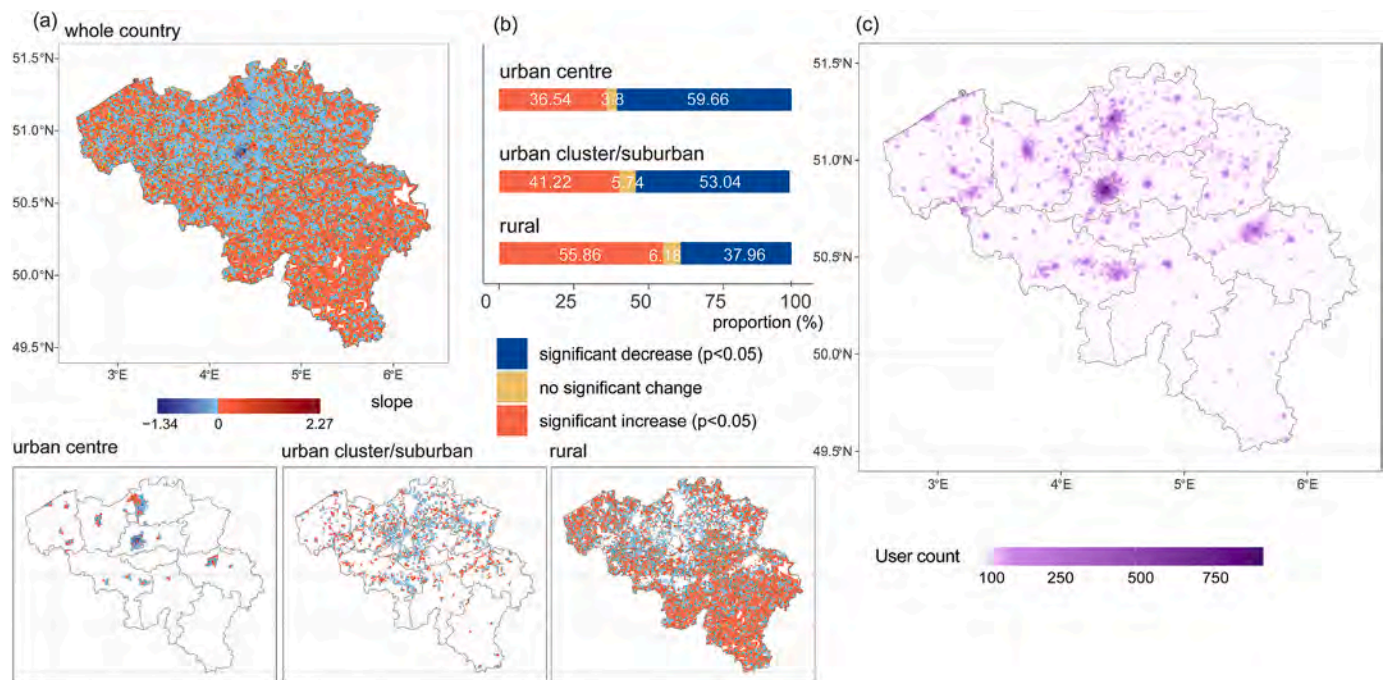 (a)
whole country
51.5°N
51.0°N
50.5°N
50.0°N
49.5°N
3°E
4°E
5°E
6°E
slope
−1.34
0
2.27
urban centre
urban cluster/suburban
rural
(b)
urban centre
36.54
3.8
59.66
urban cluster/suburban
41.22
5.74
53.04
rural
55.86
6.18
37.96
0
25
50
75
100
proportion (%)
significant decrease (p<0.05)
no significant change
significant increase (p<0.05)
(c)
51.5°N
51.0°N
50.5°N
50.0°N
49.5°N
3°E
4°E
5°E
6°E
User count
100
250
500
750